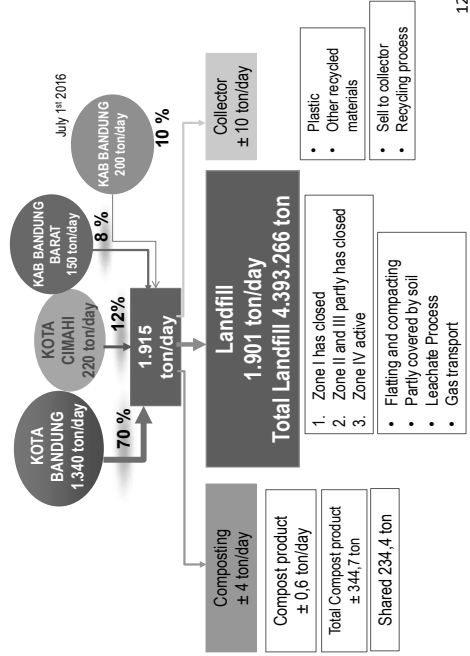 July 1st 2016
KOTA
BANDUNG
1.340 ton/day
KOTA
CIMAHI
220 ton/day
KAB BANDUNG
BARAT
150 ton/day
KAB BANDUNG
200 ton/day
70 %
12%
8 %
10 %
1.915
ton/day
Composting
± 4 ton/day
Compost product
± 0,6 ton/day
Total Compost product
± 344,7 ton
Shared 234,4 ton
Landfill
1.901 ton/day
Total Landfill 4.393.266 ton
1. Zone I has closed
2. Zone II and III partly has closed
3. Zone IV active
• Flatting and compacting
• Partly covered by soil
• Leachate Process
• Gas transport
Collector
± 10 ton/day
• Plastic
• Other recycled
materials
• Sell to collector
• Recycling process
12